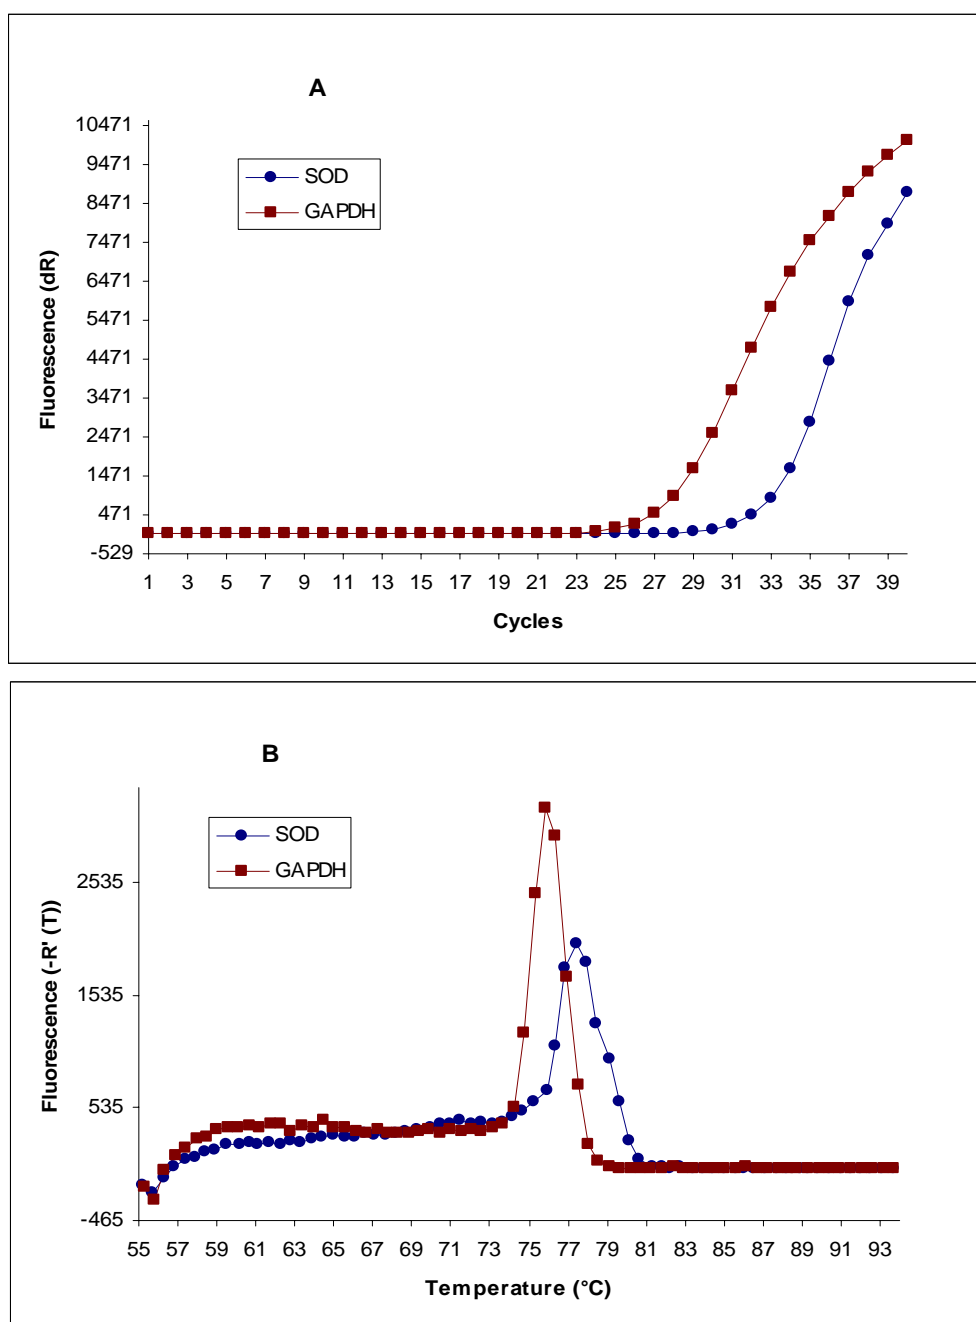 A
10471
9471
8471
7471
6471
5471
4471
3471
2471
1471
471
-529
Fluorescence (dR)
SOD
GAPDH
1 3 5 7 9 11 13 15 17 19 21 23 25 27 29 31 33 35 37 39
Cycles
B
2535
1535
535
-465
Fluorescence (-R' (T))
SOD
GAPDH
55 57 59 61 63 65 67 69 71 73 75 77 79 81 83 85 87 89 91 93
Temperature (°C)